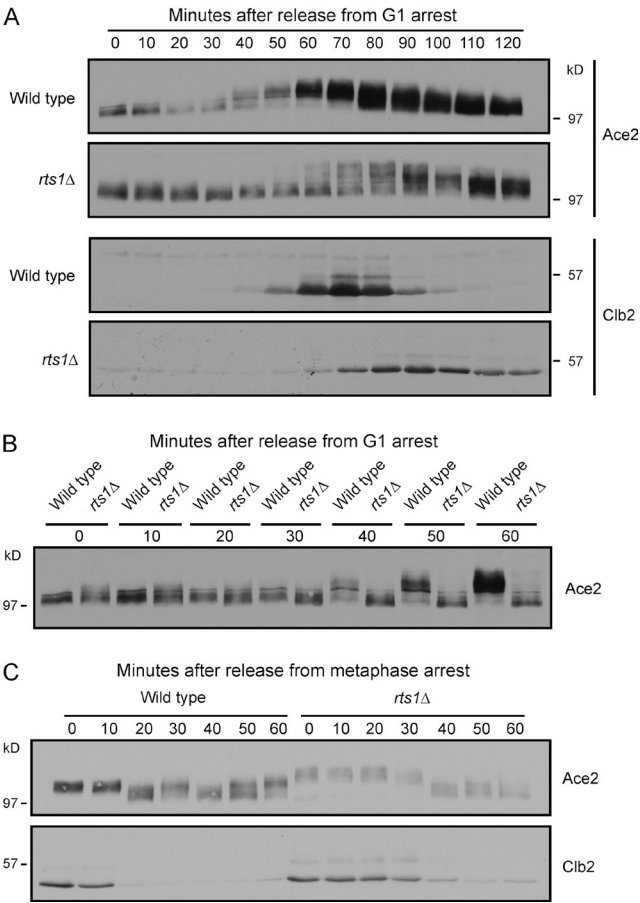 A
Minutes after release from G1 arrest
0 10 20 30 40 50 60 70 80 90 100 110 120
kD
Wild type
97
Ace2
rts1Δ
97
Wild type
57
Clb2
rts1Δ
57
B
Minutes after release from G1 arrest
Wild type rts1Δ Wild type rts1Δ Wild type rts1Δ Wild type rts1Δ Wild type rts1Δ Wild type rts1Δ Wild type rts1Δ
0 10 20 30 40 50 60
kD
Ace2
97
C
Minutes after release from metaphase arrest
Wild type rts1Δ
0 10 20 30 40 50 60 0 10 20 30 40 50 60
kD
Ace2
97
57
Clb2